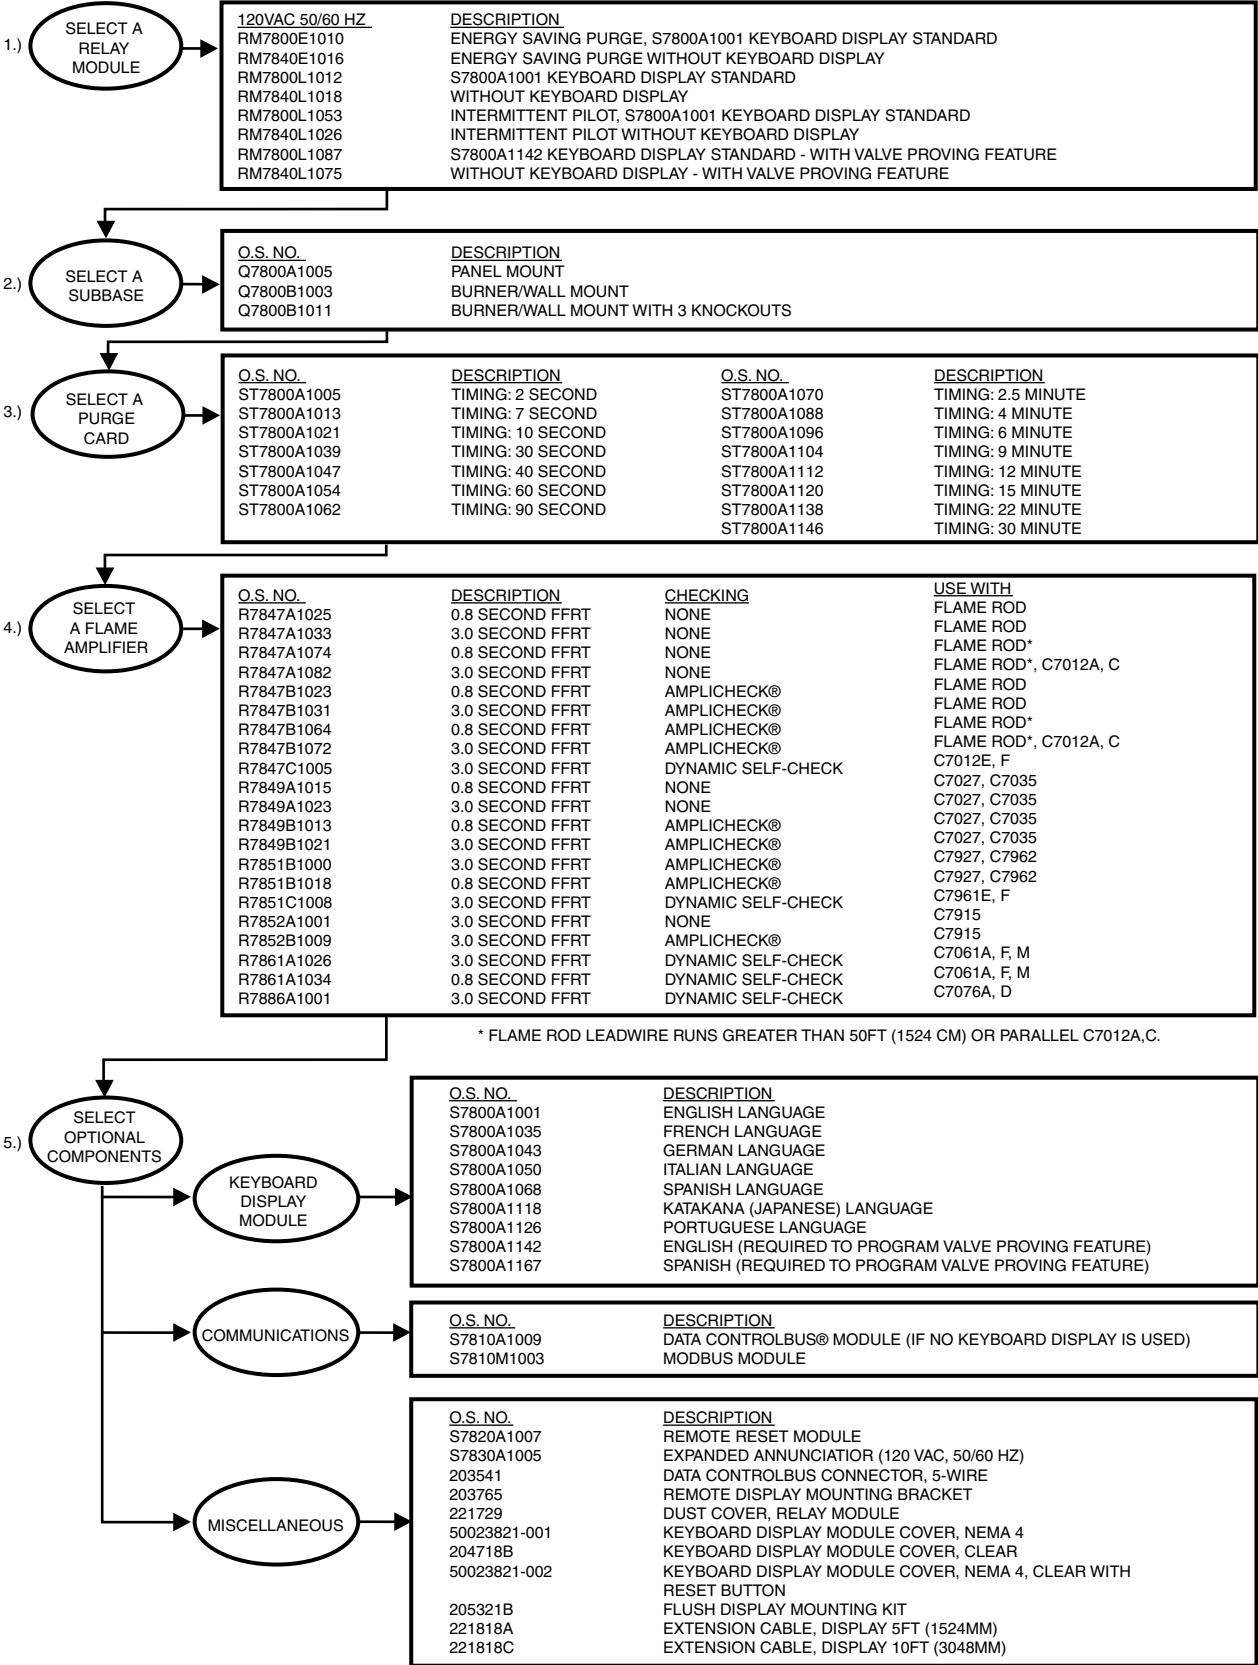 1.) SELECT A
RELAY
MODULE
120VAC 50/60 HZ DESCRIPTION
RM7800E1010 ENERGY SAVING PURGE, S7800A1001 KEYBOARD DISPLAY STANDARD
RM7840E1016 ENERGY SAVING PURGE WITHOUT KEYBOARD DISPLAY
RM7800L1012 S7800A1001 KEYBOARD DISPLAY STANDARD
RM7840L1018 WITHOUT KEYBOARD DISPLAY
RM7800L1053 INTERMITTENT PILOT, S7800A1001 KEYBOARD DISPLAY STANDARD
RM7840L1026 INTERMITTENT PILOT WITHOUT KEYBOARD DISPLAY
RM7800L1087 S7800A1142 KEYBOARD DISPLAY STANDARD - WITH VALVE PROVING FEATURE
RM7840L1075 WITHOUT KEYBOARD DISPLAY - WITH VALVE PROVING FEATURE
2.) SELECT A
SUBBASE
O.S. NO. DESCRIPTION
Q7800A1005 PANEL MOUNT
Q7800B1003 BURNER/WALL MOUNT
Q7800B1011 BURNER/WALL MOUNT WITH 3 KNOCKOUTS
3.) SELECT A
PURGE
CARD
O.S. NO. DESCRIPTION O.S. NO. DESCRIPTION
ST7800A1005 TIMING: 2 SECOND ST7800A1070 TIMING: 2.5 MINUTE
ST7800A1013 TIMING: 7 SECOND ST7800A1088 TIMING: 4 MINUTE
ST7800A1021 TIMING: 10 SECOND ST7800A1096 TIMING: 6 MINUTE
ST7800A1039 TIMING: 30 SECOND ST7800A1104 TIMING: 9 MINUTE
ST7800A1047 TIMING: 40 SECOND ST7800A1112 TIMING: 12 MINUTE
ST7800A1054 TIMING: 60 SECOND ST7800A1120 TIMING: 15 MINUTE
ST7800A1062 TIMING: 90 SECOND ST7800A1138 TIMING: 22 MINUTE
ST7800A1146 TIMING: 30 MINUTE
4.) SELECT
A FLAME
AMPLIFIER
O.S. NO. DESCRIPTION CHECKING USE WITH
R7847A1025 0.8 SECOND FFRT NONE FLAME ROD
R7847A1033 3.0 SECOND FFRT NONE FLAME ROD
R7847A1074 0.8 SECOND FFRT NONE FLAME ROD*
R7847A1082 3.0 SECOND FFRT NONE FLAME ROD*, C7012A, C
R7847B1023 0.8 SECOND FFRT AMPLICHECK® FLAME ROD
R7847B1031 3.0 SECOND FFRT AMPLICHECK® FLAME ROD
R7847B1064 0.8 SECOND FFRT AMPLICHECK® FLAME ROD*
R7847B1072 3.0 SECOND FFRT AMPLICHECK® FLAME ROD*, C7012A, C
R7847C1005 3.0 SECOND FFRT DYNAMIC SELF-CHECK C7012E, F
R7849A1015 0.8 SECOND FFRT NONE C7027, C7035
R7849A1023 3.0 SECOND FFRT NONE C7027, C7035
R7849B1013 0.8 SECOND FFRT AMPLICHECK® C7027, C7035
R7849B1021 3.0 SECOND FFRT AMPLICHECK® C7027, C7035
R7851B1000 3.0 SECOND FFRT AMPLICHECK® C7927, C7962
R7851B1018 0.8 SECOND FFRT AMPLICHECK® C7927, C7962
R7851C1008 3.0 SECOND FFRT DYNAMIC SELF-CHECK C7961E, F
R7852A1001 3.0 SECOND FFRT NONE C7915
R7852B1009 3.0 SECOND FFRT AMPLICHECK® C7915
R7861A1026 3.0 SECOND FFRT DYNAMIC SELF-CHECK C7061A, F, M
R7861A1034 0.8 SECOND FFRT DYNAMIC SELF-CHECK C7061A, F, M
R7886A1001 3.0 SECOND FFRT DYNAMIC SELF-CHECK C7076A, D
* FLAME ROD LEADWIRE RUNS GREATER THAN 50FT (1524 CM) OR PARALLEL C7012A,C.
5.) SELECT
OPTIONAL
COMPONENTS
KEYBOARD
DISPLAY
MODULE
O.S. NO. DESCRIPTION
S7800A1001 ENGLISH LANGUAGE
S7800A1035 FRENCH LANGUAGE
S7800A1043 GERMAN LANGUAGE
S7800A1050 ITALIAN LANGUAGE
S7800A1068 SPANISH LANGUAGE
S7800A1118 KATAKANA (JAPANESE) LANGUAGE
S7800A1126 PORTUGUESE LANGUAGE
S7800A1142 ENGLISH (REQUIRED TO PROGRAM VALVE PROVING FEATURE)
S7800A1167 SPANISH (REQUIRED TO PROGRAM VALVE PROVING FEATURE)
COMMUNICATIONS
O.S. NO. DESCRIPTION
S7810A1009 DATA CONTROLBUS® MODULE (IF NO KEYBOARD DISPLAY IS USED)
S7810M1003 MODBUS MODULE
MISCELLANEOUS
O.S. NO. DESCRIPTION
S7820A1007 REMOTE RESET MODULE
S7830A1005 EXPANDED ANNUNCIATIOR (120 VAC, 50/60 HZ)
203541 DATA CONTROLBUS CONNECTOR, 5-WIRE
203765 REMOTE DISPLAY MOUNTING BRACKET
221729 DUST COVER, RELAY MODULE
50023821-001 KEYBOARD DISPLAY MODULE COVER, NEMA 4
204718B KEYBOARD DISPLAY MODULE COVER, CLEAR
50023821-002 KEYBOARD DISPLAY MODULE COVER, NEMA 4, CLEAR WITH
RESET BUTTON
205321B FLUSH DISPLAY MOUNTING KIT
221818A EXTENSION CABLE, DISPLAY 5FT (1524MM)
221818C EXTENSION CABLE, DISPLAY 10FT (3048MM)